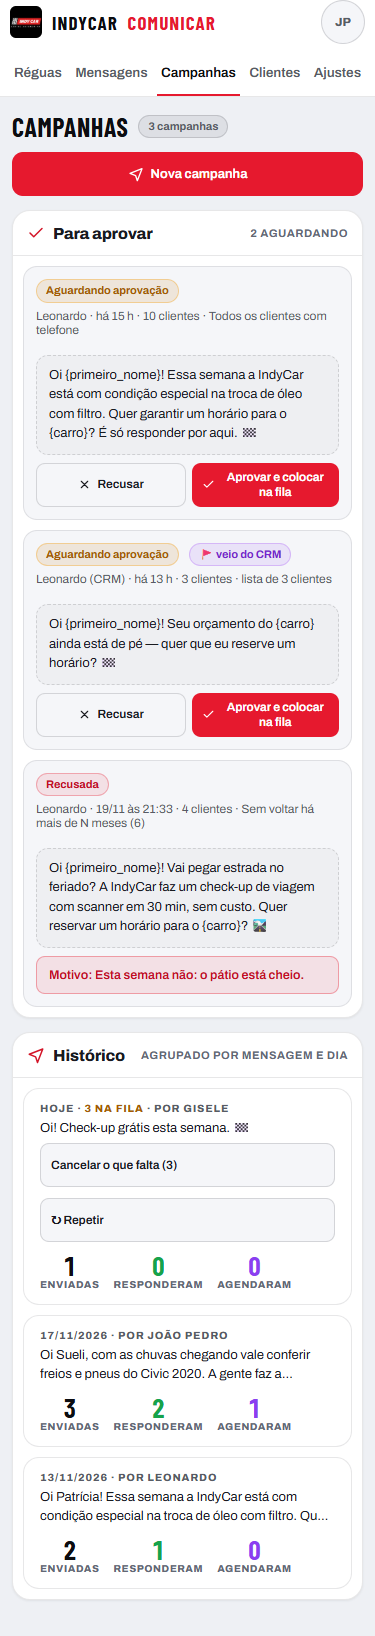 INDYCAR
INDYCAR COMUNICAR
JP
Réguas Mensagens Campanhas Clientes Ajustes
CAMPANHAS 3 campanhas
Nova campanha
Para aprovar 2 AGUARDANDO
Aguardando aprovação
Leonardo · há 15 h · 10 clientes · Todos os clientes com
telefone
Oi {primeiro_nome}! Essa semana a IndyCar
está com condição especial na troca de óleo
com filtro. Quer garantir um horário para o
{carro}? É só responder por aqui.
Recusar
Aprovar e colocar
na fila
Aguardando aprovação veio do CRM
Leonardo (CRM) · há 13 h · 3 clientes · lista de 3 clientes
Oi {primeiro_nome}! Seu orçamento do {carro}
ainda está de pé — quer que eu reserve um
horário?
Recusar
Aprovar e colocar
na fila
Recusada
Leonardo · 19/11 às 21:33 · 4 clientes · Sem voltar há
mais de N meses (6)
Oi {primeiro_nome}! Vai pegar estrada no
feriado? A IndyCar faz um check-up de viagem
com scanner em 30 min, sem custo. Quer
reservar um horário para o {carro}?
Motivo: Esta semana não: o pátio está cheio.
Histórico AGRUPADO POR MENSAGEM E DIA
HOJE · 3 NA FILA · POR GISELE
Oi! Check-up grátis esta semana.
Cancelar o que falta (3)
↻ Repetir
1 0 0
ENVIADAS RESPONDERAM AGENDARAM
17/11/2026 · POR JOÃO PEDRO
Oi Sueli, com as chuvas chegando vale conferir
freios e pneus do Civic 2020. A gente faz a...
3 2 1
ENVIADAS RESPONDERAM AGENDARAM
13/11/2026 · POR LEONARDO
Oi Patrícia! Essa semana a IndyCar está com
condição especial na troca de óleo com filtro. Qu...
2 1 0
ENVIADAS RESPONDERAM AGENDARAM